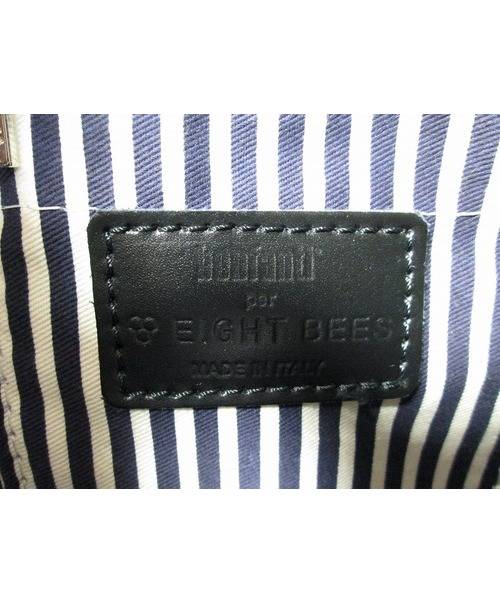 Bonfanti
per
EIGHT BEES
MADE IN ITALY